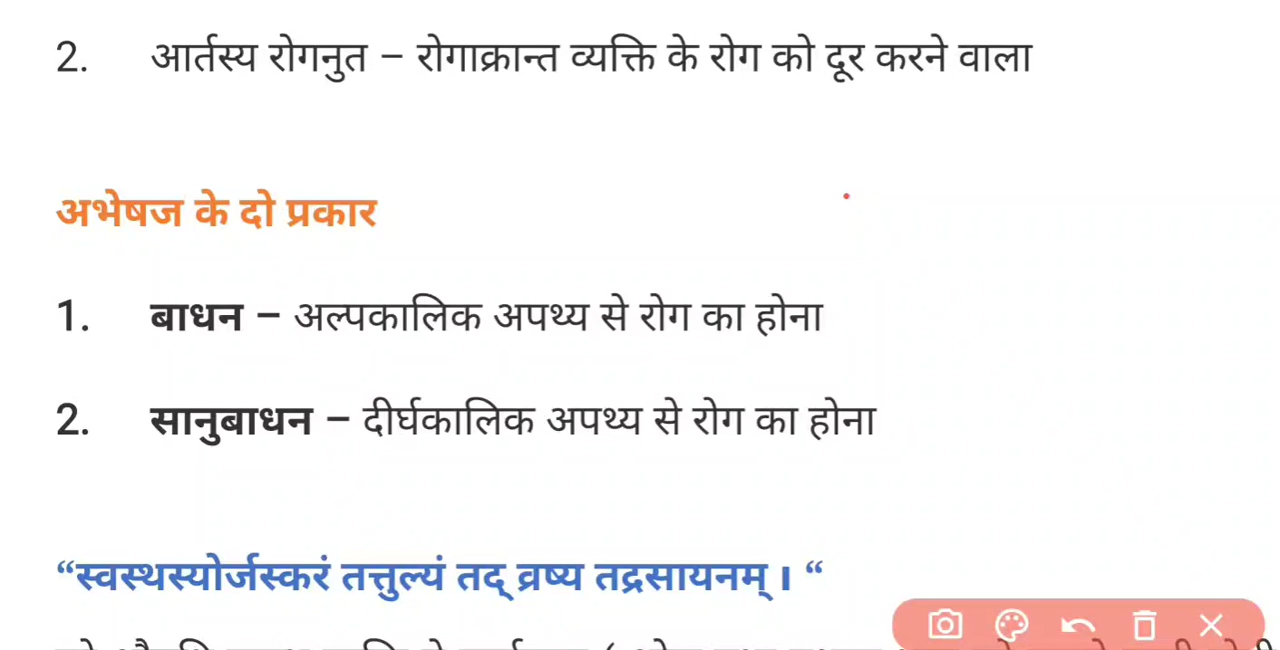 2. आर्तस्य रोगनुत – रोगाक्रान्त व्यक्ति के रोग को दूर करने वाला
अभेषज के दो प्रकार
1. बाधन – अल्पकालिक अपथ्य से रोग का होना
2. सानुबाधन – दीर्घकालिक अपथ्य से रोग का होना
“स्वस्थस्योर्जस्करं तत्तुल्यं तद् व्रष्य तद्रसायनम्। “